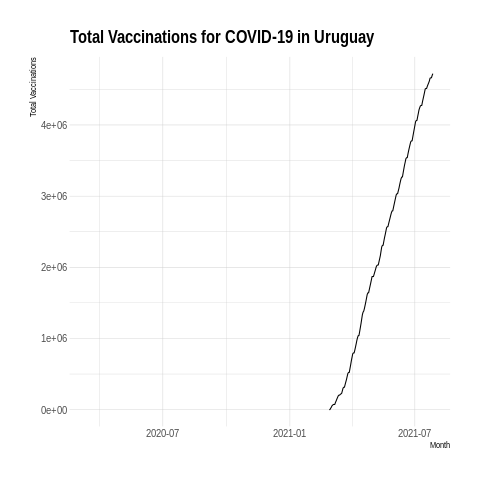 Total Vaccinations for COVID-19 in Uruguay
Total Vaccinations
4e+06
3e+06
2e+06
1e+06
0e+00
2020-07 2021-01 2021-07
Month